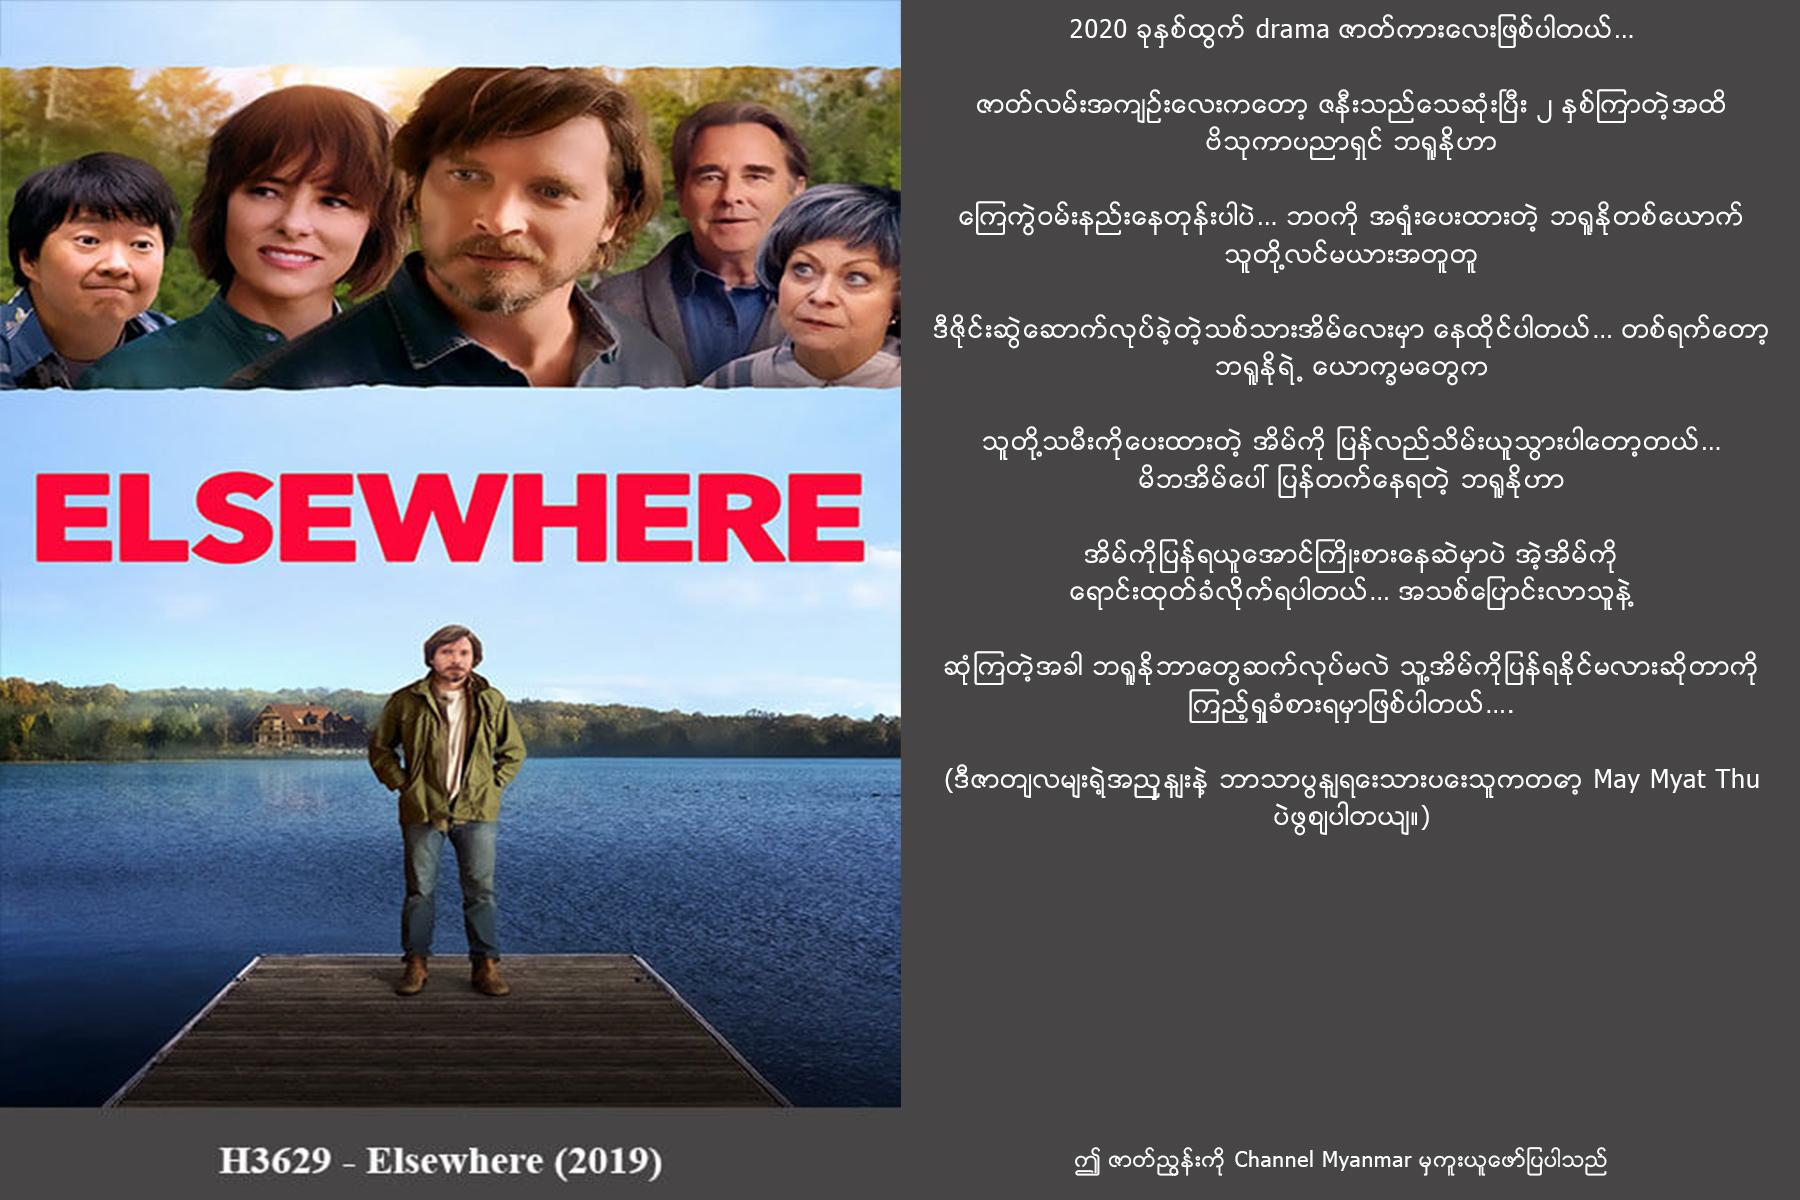 ELSEWHERE
H3629 - Elsewhere (2019)
2020 ခုနှစ်ထွက် drama ဇာတ်ကားလေးဖြစ်ပါတယ်...
ဇာတ်လမ်းအကျဉ်းလေးကတော့ ဇနီးသည်သေဆုံးပြီး ၂ နှစ်ကြာတဲ့အထိ
ဗိသုကာပညာရှင် ဘရူနိုဟာ
ကြေကွဲဝမ်းနည်းနေတုန်းပါပဲ... ဘဝကို အရှုံးပေးထားတဲ့ ဘရူနိုတစ်ယောက်
သူတို့လင်မယားအတူတူ
ဒီဇိုင်းဆွဲဆောက်လုပ်ခဲ့တဲ့သစ်သားအိမ်လေးမှာ နေထိုင်ပါတယ်... တစ်ရက်တော့
ဘရူနိုရဲ့ ယောက္ခမတွေက
သူတို့သမီးကိုပေးထားတဲ့ အိမ်ကို ပြန်လည်သိမ်းယူသွားပါတော့တယ်...
မိဘအိမ်ပေါ် ပြန်တက်နေရတဲ့ ဘရူနိုဟာ
အိမ်ကိုပြန်ရယူအောင်ကြိုးစားနေဆဲမှာပဲ အဲ့အိမ်ကို
ရောင်းထုတ်ခံလိုက်ရပါတယ်... အသစ်ပြောင်းလာသူနဲ့
ဆုံကြတဲ့အခါ ဘရူနိုဘာတွေဆက်လုပ်မလဲ သူ့အိမ်ကိုပြန်ရနိုင်မလားဆိုတာကို
ကြည့်ရှုခံစားရမှာဖြစ်ပါတယ်....
(ဒီဇာတျလမျးရဲ့အညှနျးနဲ့ ဘာသာပွနျရေးသားပေးသူကတော့ May Myat Thu
ပဲဖွစျပါတယျ။)
ဤ ဇာတ်ညွန်းကို Channel Myanmar မှကူးယူဖော်ပြပါသည်